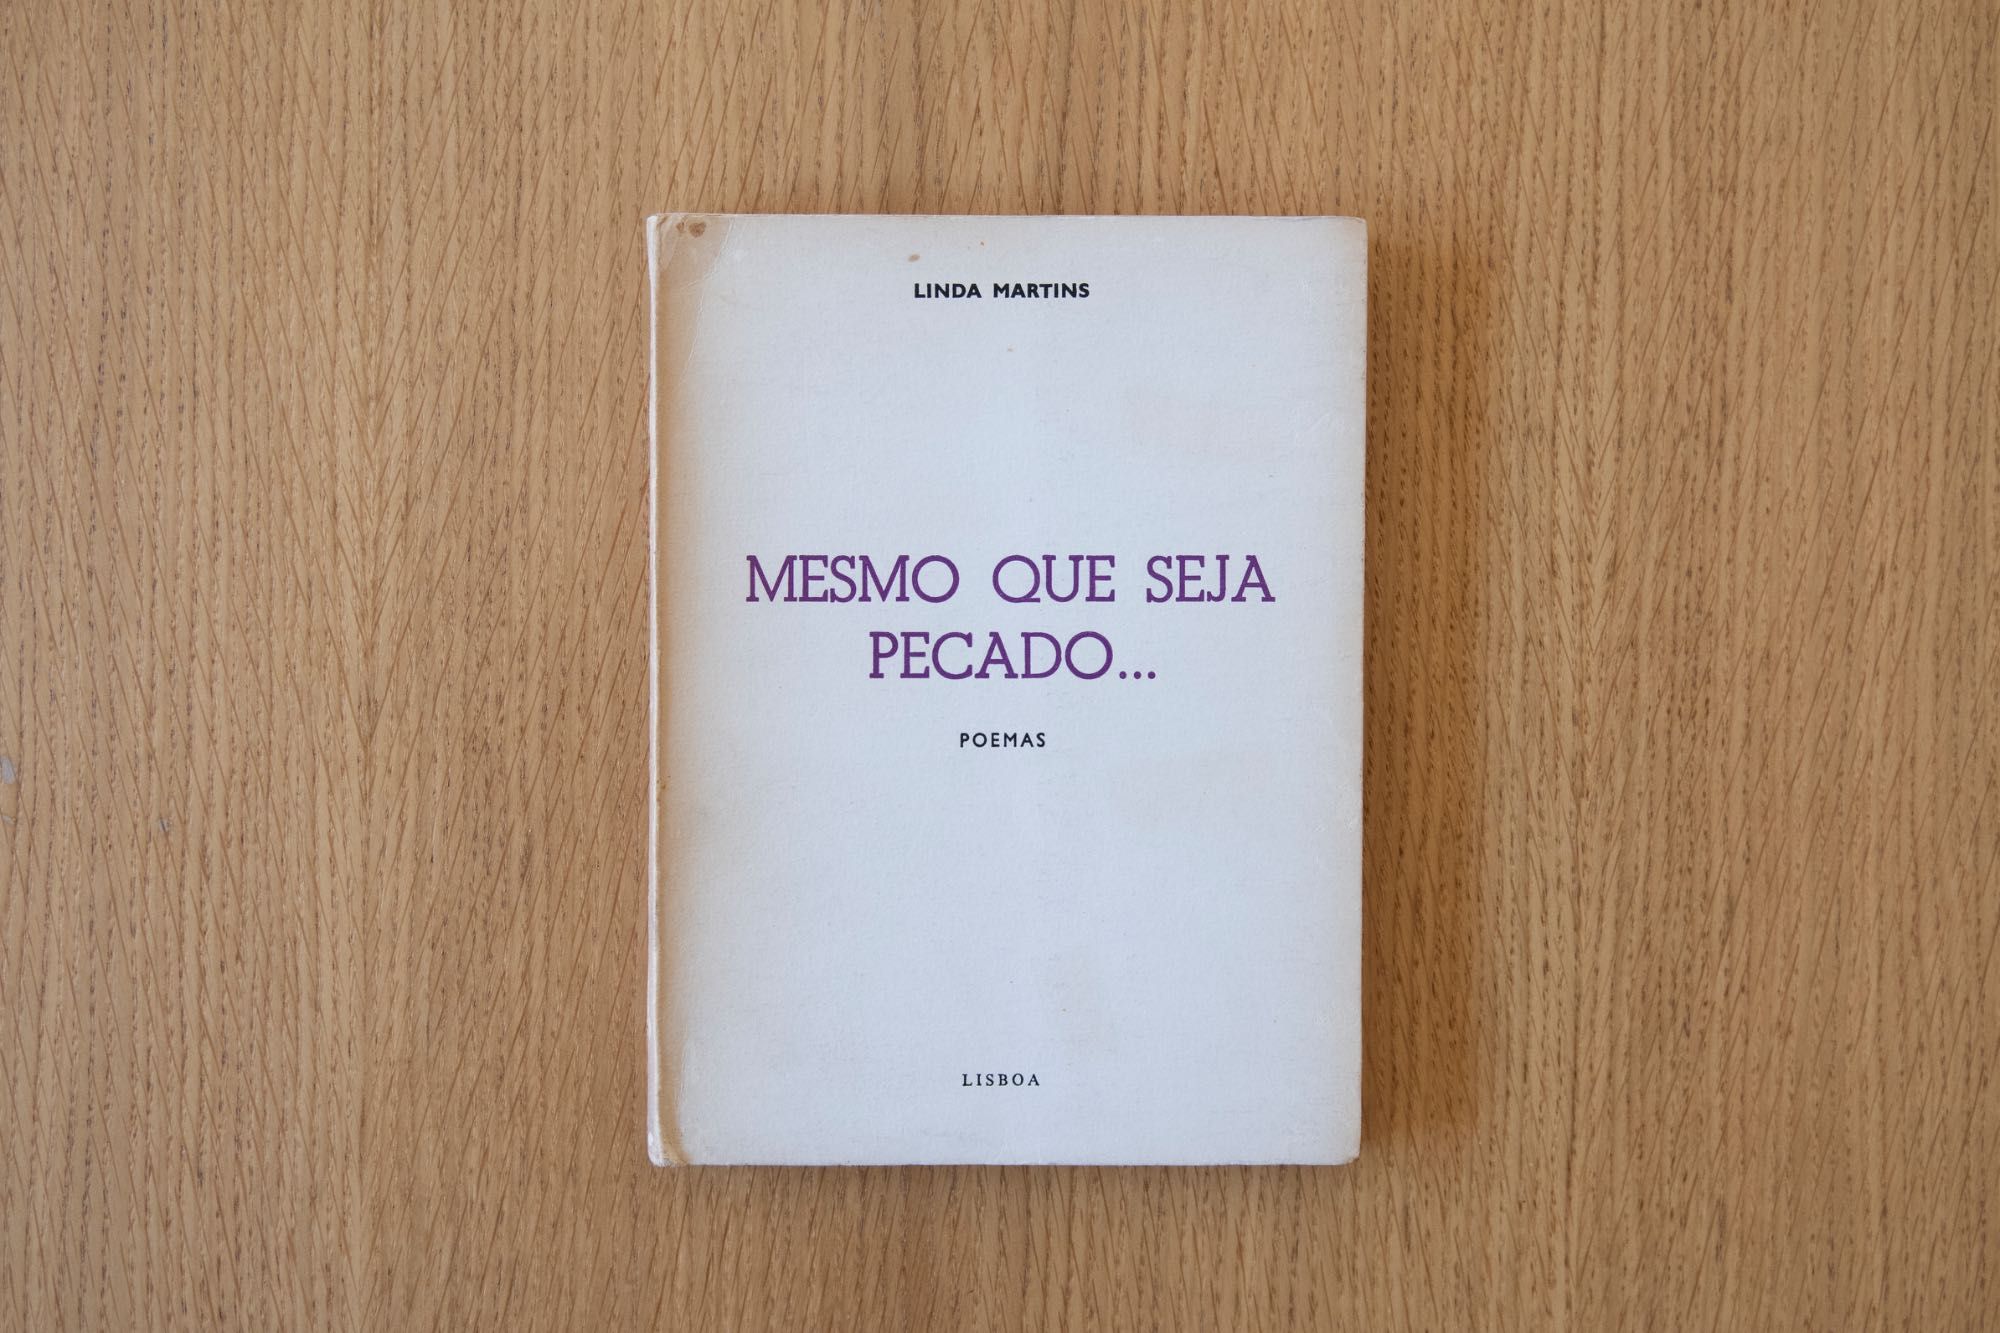 LINDA MARTINS
MESMO QUE SEJA
PECADO...
POEMAS
LISBOA